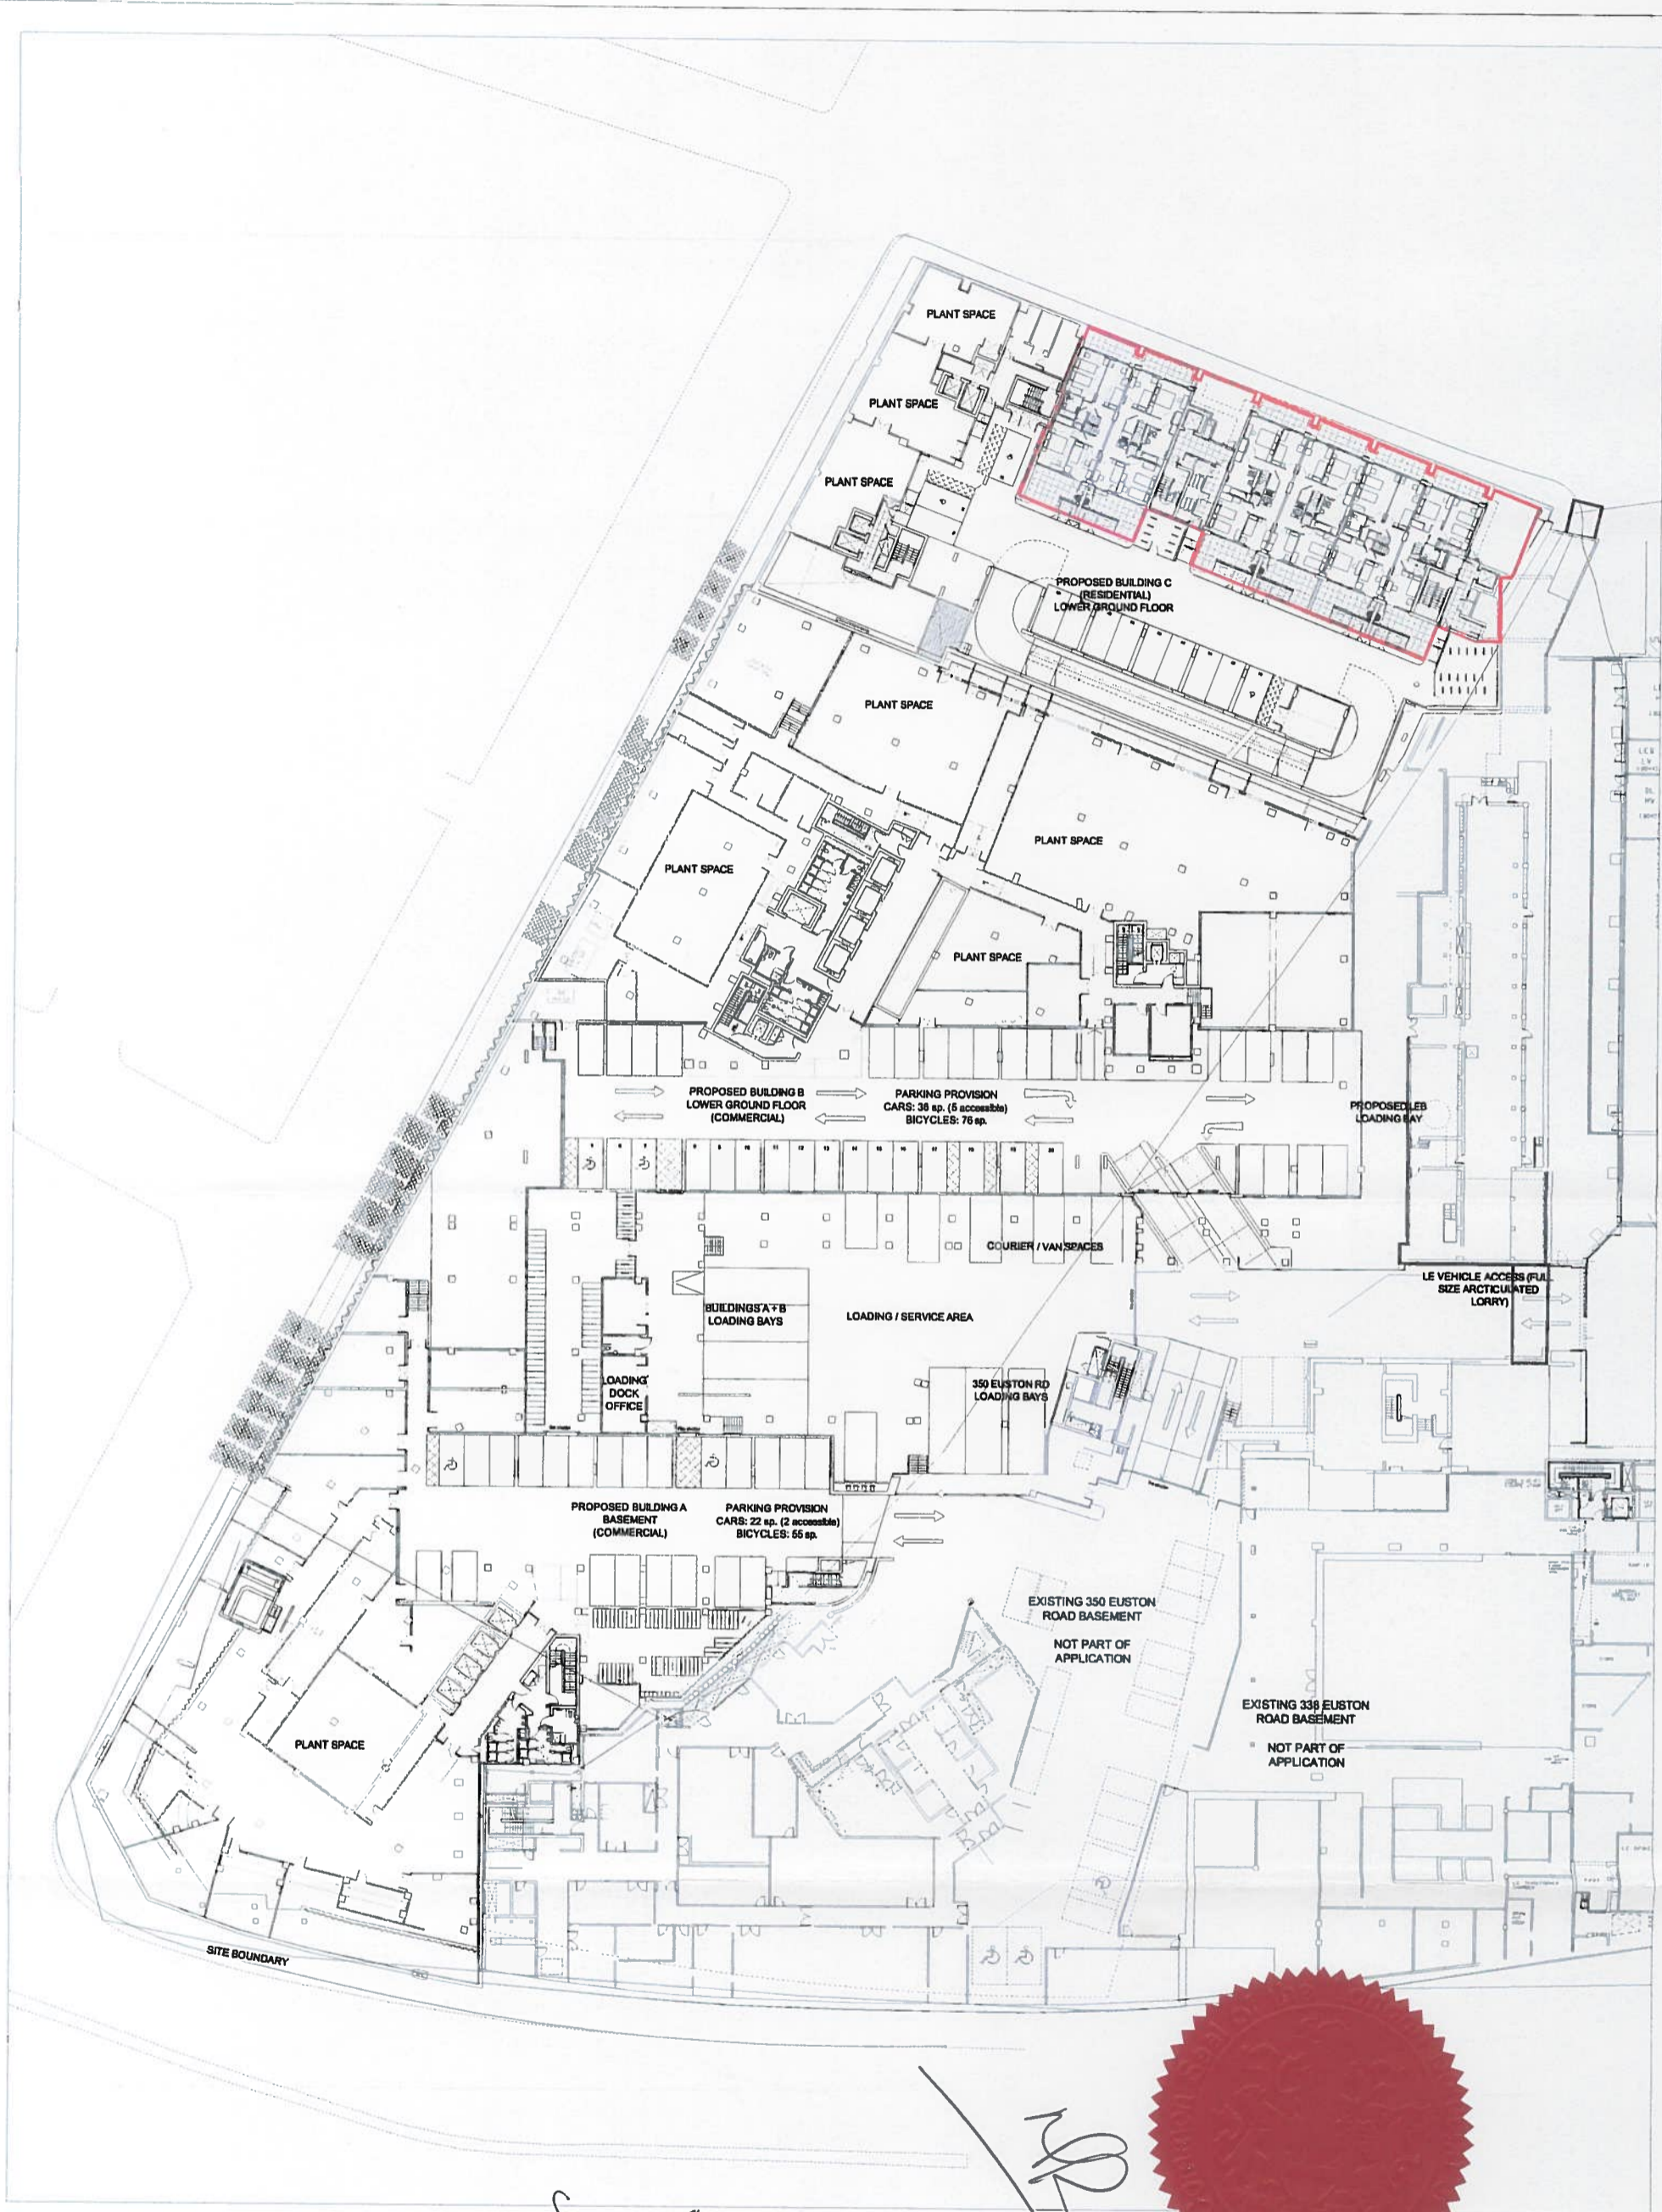 PLANT SPACE
PLANT SPACE
PLANT SPACE
PROPOSED BUILDING C
(RESIDENTIAL)
LOWER GROUND FLOOR
PLANT SPACE
PLANT SPACE
PLANT SPACE
PLANT SPACE
PROPOSED BUILDING B
LOWER GROUND FLOOR
(COMMERCIAL)
PARKING PROVISION
CARS: 38 sp. (5 accessible)
BICYCLES: 76 sp.
PROPOSED LEB
LOADING BAY
COURIER / VAN SPACES
BUILDINGS A + B
LOADING BAYS
LOADING / SERVICE AREA
LE VEHICLE ACCESS (FULL
SIZE ARCTICULATED
LORRY)
LOADING
DOCK
OFFICE
350 EUSTON RD
LOADING BAYS
PROPOSED BUILDING A
BASEMENT
(COMMERCIAL)
PARKING PROVISION
CARS: 22 sp. (2 accessible)
BICYCLES: 55 sp.
EXISTING 350 EUSTON
ROAD BASEMENT
NOT PART OF
APPLICATION
EXISTING 338 EUSTON
ROAD BASEMENT
NOT PART OF
APPLICATION
PLANT SPACE
SITE BOUNDARY